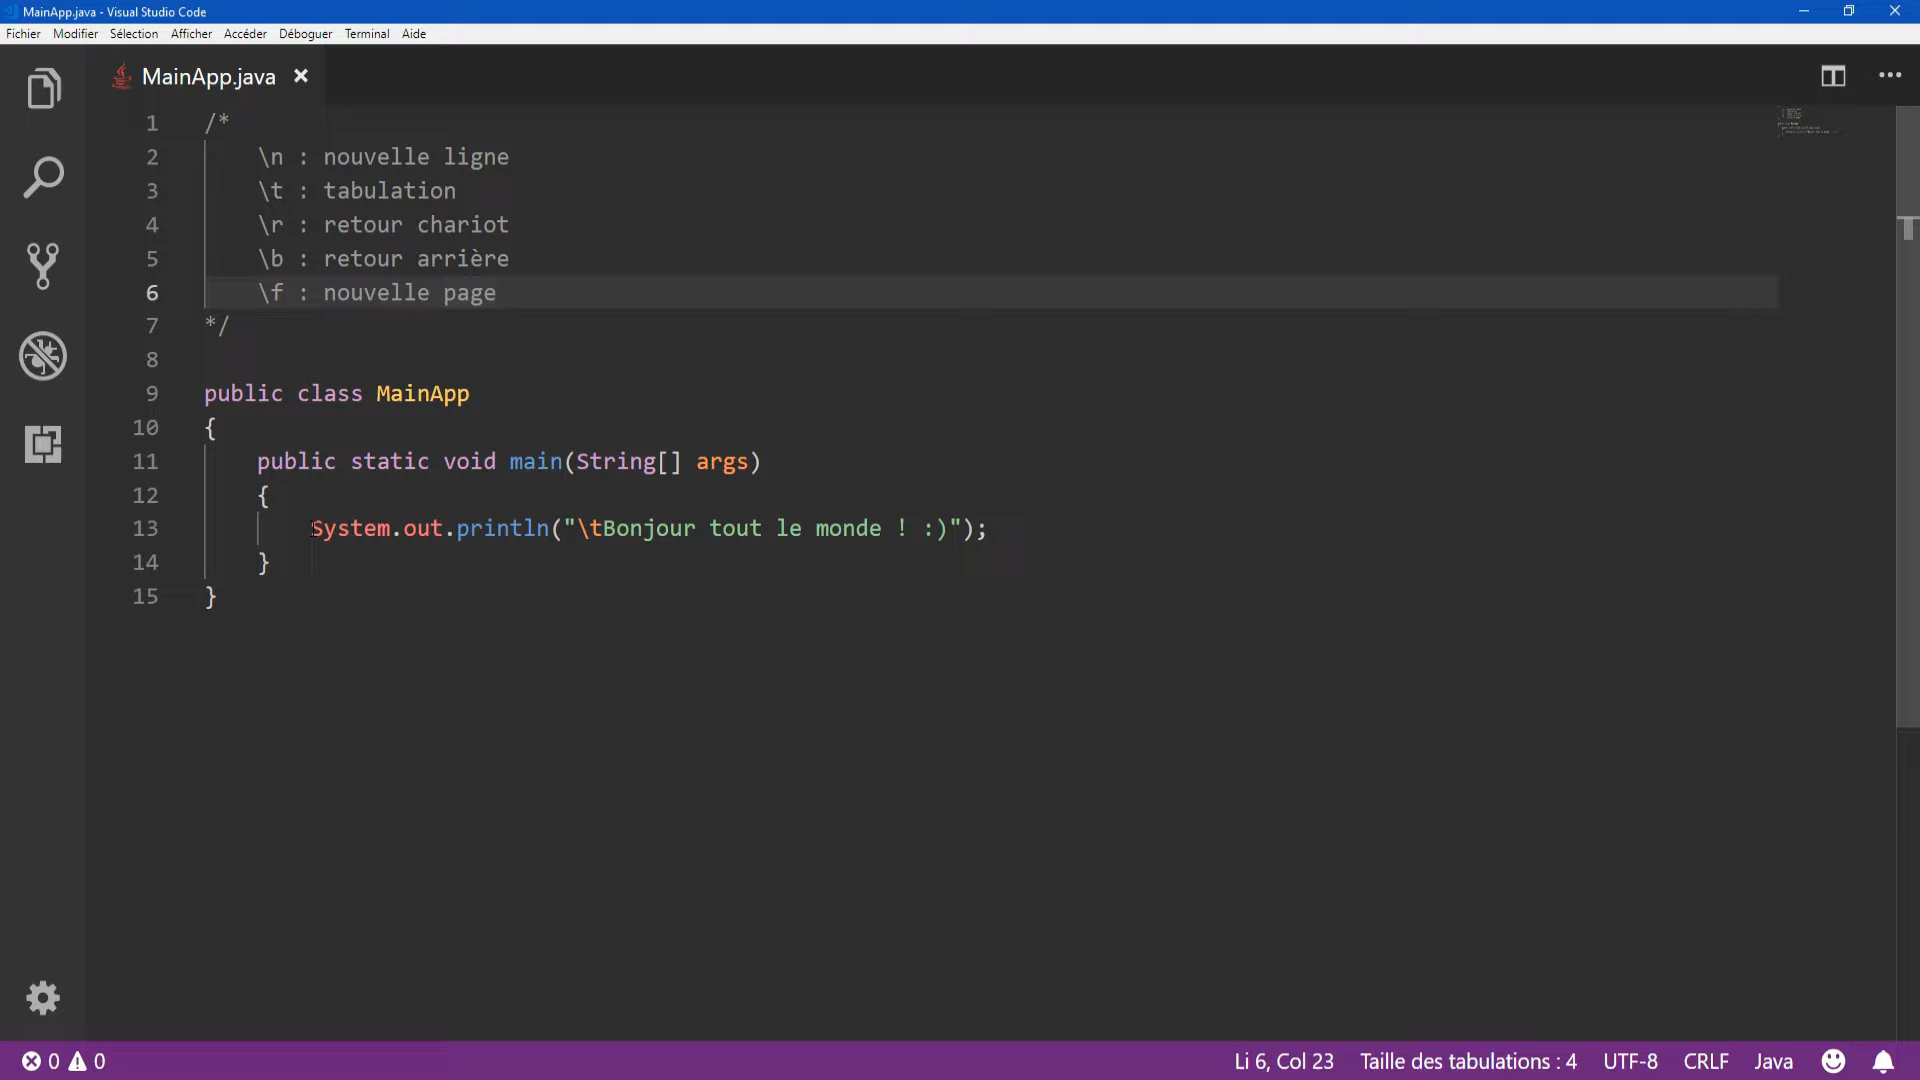 MainApp.java - Visual Studio Code
Fichier Modifier Sélection Afficher Accéder Déboguer Terminal Aide
MainApp.java
1 /*
2 \n : nouvelle ligne
3 \t : tabulation
4 \r : retour chariot
5 \b : retour arrière
6 \f : nouvelle page
7 */
8
9 public class MainApp
10 {
11 public static void main(String[] args)
12 {
13 System.out.println("\tBonjour tout le monde ! :)");
14 }
15 }
0 0 Li 6, Col 23 Taille des tabulations : 4 UTF-8 CRLF Java